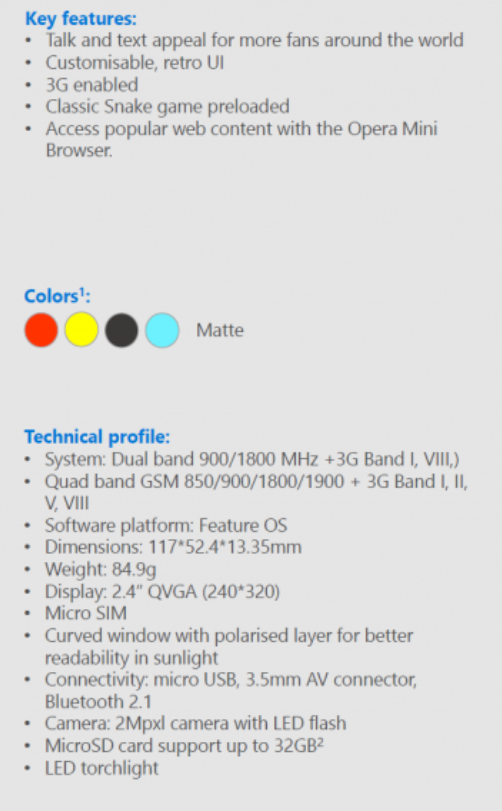 Key features:
• Talk and text appeal for more fans around the world
• Customisable, retro UI
• 3G enabled
• Classic Snake game preloaded
• Access popular web content with the Opera Mini
Browser.
Colors¹:
Matte
Technical profile:
• System: Dual band 900/1800 MHz +3G Band I, VIII,)
• Quad band GSM 850/900/1800/1900 + 3G Band I, II,
V, VIII
• Software platform: Feature OS
• Dimensions: 117*52.4*13.35mm
• Weight: 84.9g
• Display: 2.4” QVGA (240*320)
• Micro SIM
• Curved window with polarised layer for better
readability in sunlight
• Connectivity: micro USB, 3.5mm AV connector,
Bluetooth 2.1
• Camera: 2Mpxl camera with LED flash
• MicroSD card support up to 32GB²
• LED torchlight